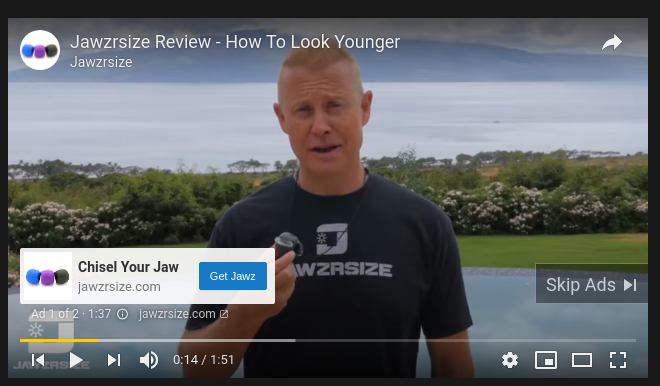 Jawzrsize Review - How To Look Younger
Jawzrsize
JAWZRSIZE
Chisel Your Jaw
jawzrsize.com
Get Jawz
Skip Ads
Ad 1 of 2 · 1:37
jawzrsize.com
JAWZRSIZE
0:14 / 1:51